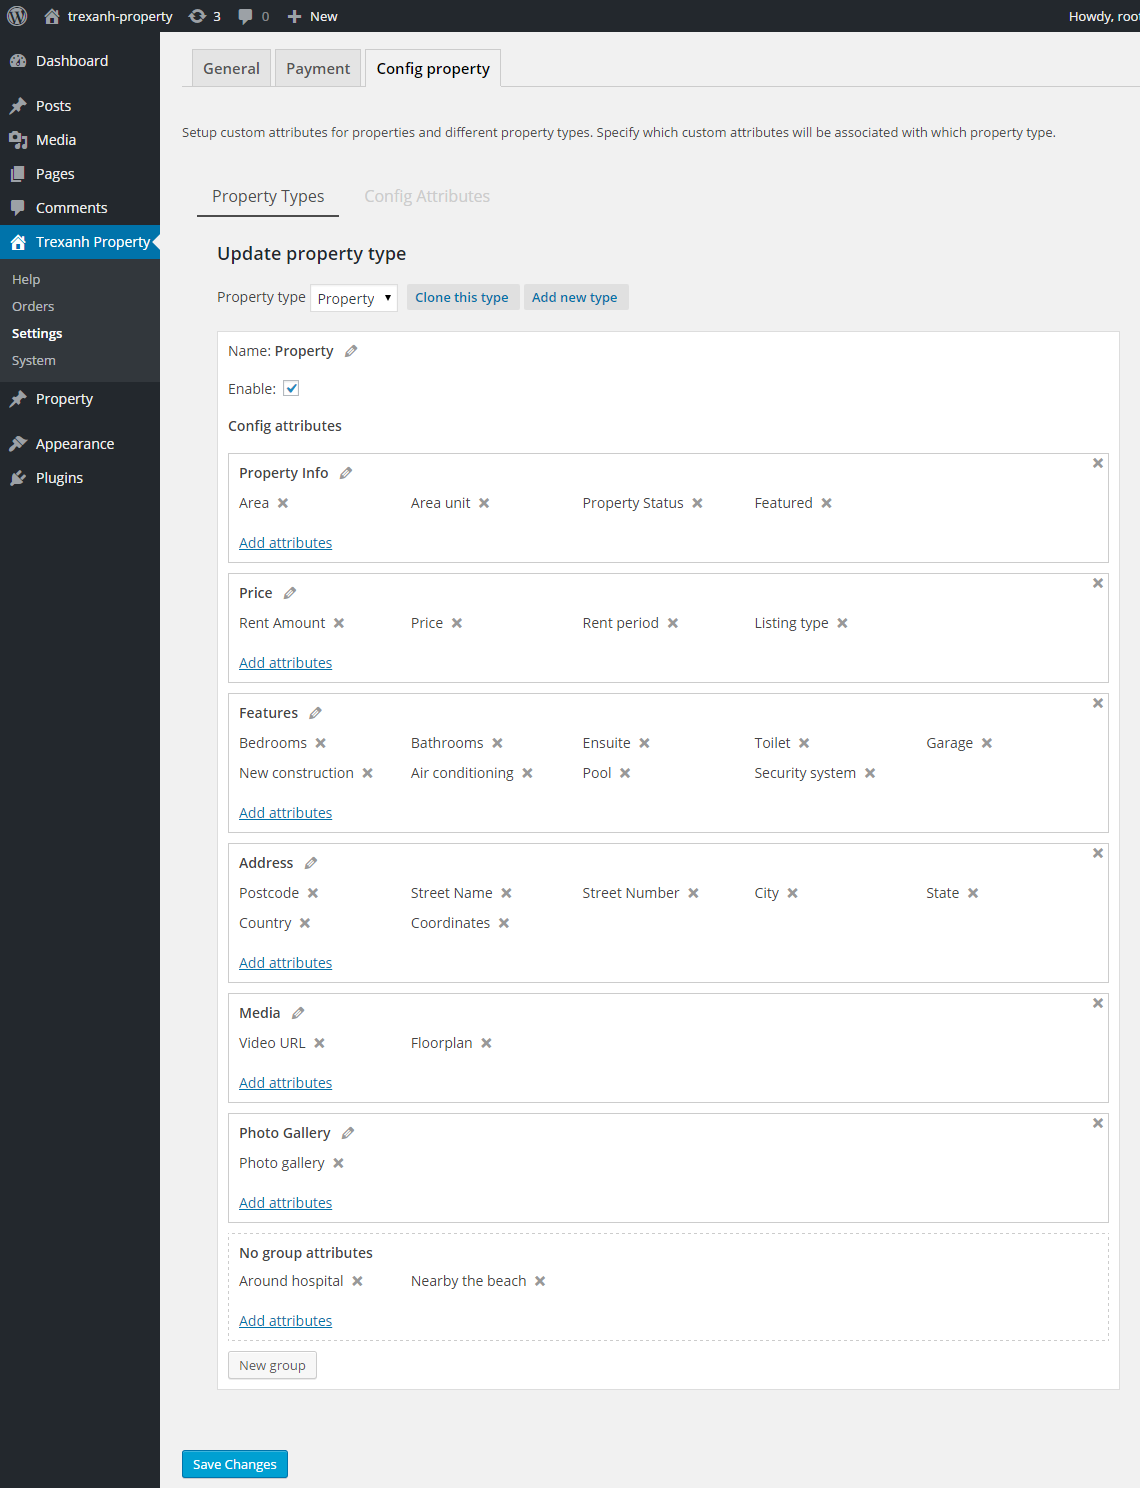 trexanh-property 3 0 New Howdy, root
Dashboard
Posts
Media
Pages
Comments
Trexanh Property
Help
Orders
Settings
System
Property
Appearance
Plugins
General Payment Config property
Setup custom attributes for properties and different property types. Specify which custom attributes will be associated with which property type.
Property Types Config Attributes
Update property type
Property type Property Clone this type Add new type
Name: Property
Enable:
Config attributes
Property Info
Area Area unit Property Status Featured
Add attributes
Price
Rent Amount Price Rent period Listing type
Add attributes
Features
Bedrooms Bathrooms Ensuite Toilet Garage
New construction Air conditioning Pool Security system
Add attributes
Address
Postcode Street Name Street Number City State
Country Coordinates
Add attributes
Media
Video URL Floorplan
Add attributes
Photo Gallery
Photo gallery
Add attributes
No group attributes
Around hospital Nearby the beach
Add attributes
New group
Save Changes